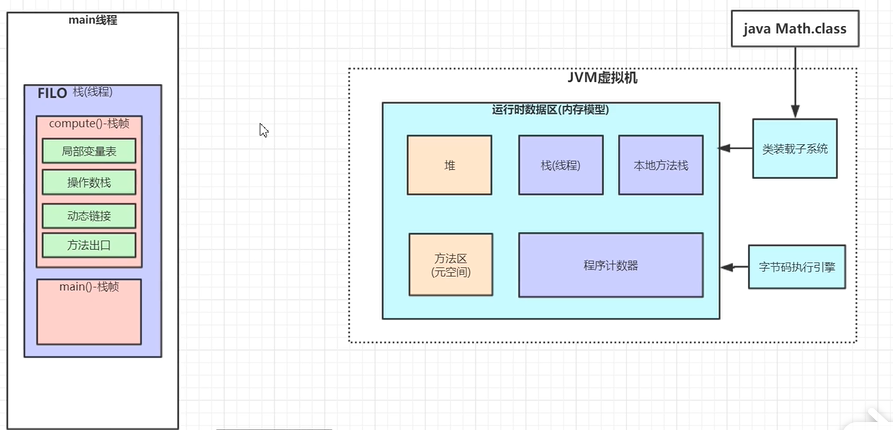 main线程
FILO 栈(线程)
compute()-栈帧
局部变量表
操作数栈
动态链接
方法出口
main()-栈帧
java Math.class
JVM虚拟机
运行时数据区(内存模型)
堆
栈(线程)
本地方法栈
类装载子系统
方法区
(元空间)
程序计数器
字节码执行引擎